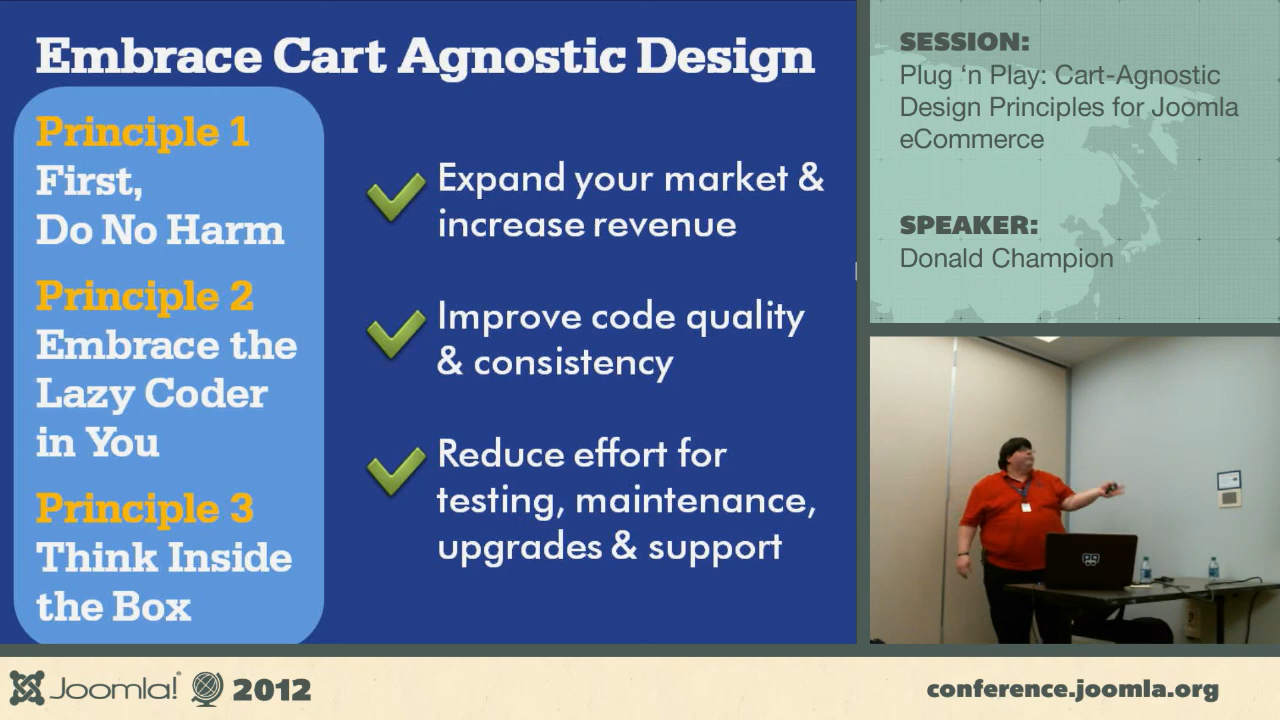 Embrace Cart Agnostic Design
Principle 1
First,
Do No Harm
Principle 2
Embrace the
Lazy Coder
in You
Principle 3
Think Inside
the Box
Expand your market &
increase revenue
Improve code quality
& consistency
Reduce effort for
testing, maintenance,
upgrades & support
SESSION:
Plug ‘n Play: Cart-Agnostic
Design Principles for Joomla
eCommerce
SPEAKER:
Donald Champion
Joomla! 2012
conference.joomla.org